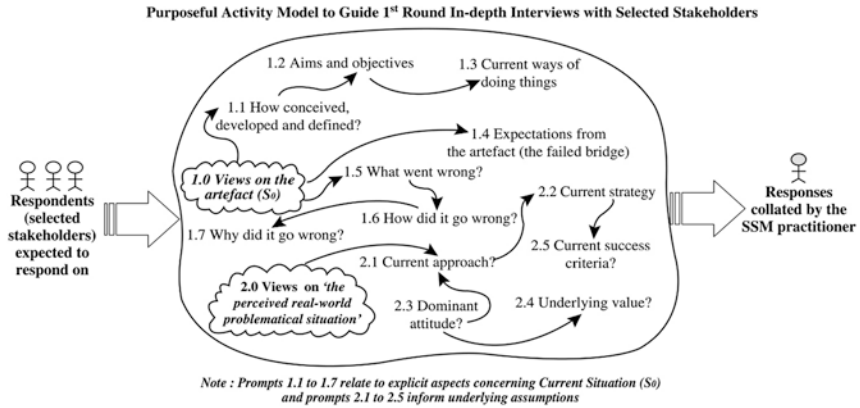 Purposeful Activity Model to Guide 1st Round In-depth Interviews with Selected Stakeholders
1.2 Aims and objectives
1.3 Current ways of
doing things
1.1 How conceived,
developed and defined?
1.4 Expectations from
the artefact (the failed bridge)
1.0 Views on the
artefact (S0)
1.5 What went wrong?
2.2 Current strategy
1.6 How did it go wrong?
1.7 Why did it go wrong?
2.5 Current success
criteria?
2.1 Current approach?
2.0 Views on ‘the
perceived real-world
problematical situation’
2.3 Dominant
attitude?
2.4 Underlying value?
Respondents
(selected
stakeholders)
expected to
respond on
Responses
collated by the
SSM practitioner
Note : Prompts 1.1 to 1.7 relate to explicit aspects concerning Current Situation (S0)
and prompts 2.1 to 2.5 inform underlying assumptions